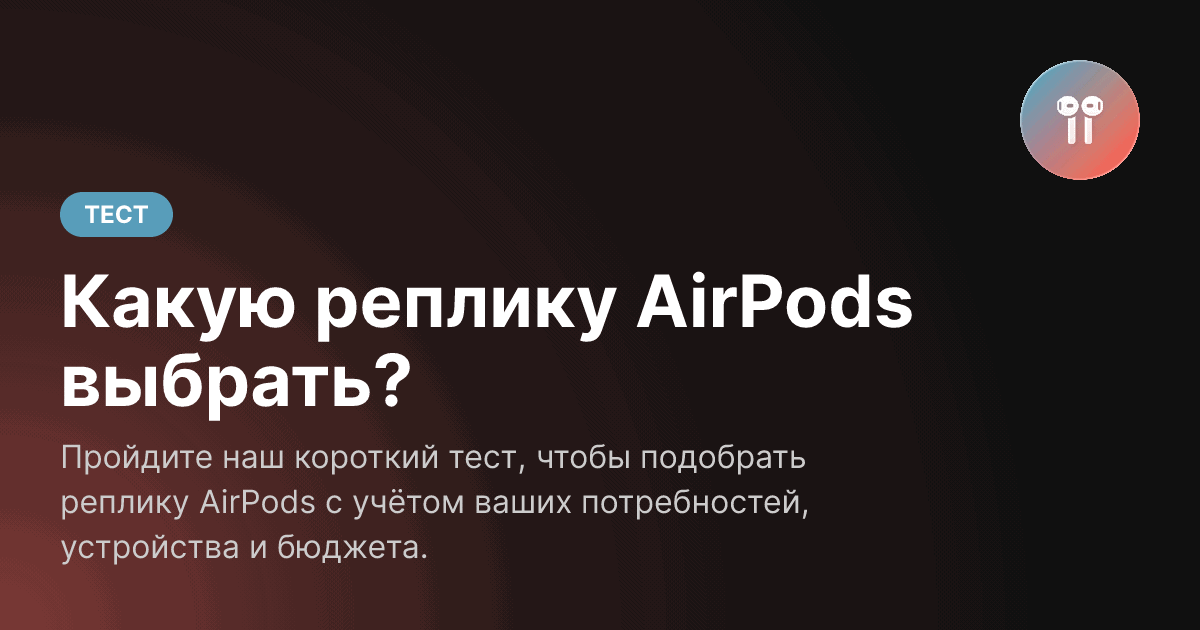 ТЕСТ
Какую реплику AirPods
выбрать?
Пройдите наш короткий тест, чтобы подобрать
реплику AirPods с учётом ваших потребностей,
устройства и бюджета.